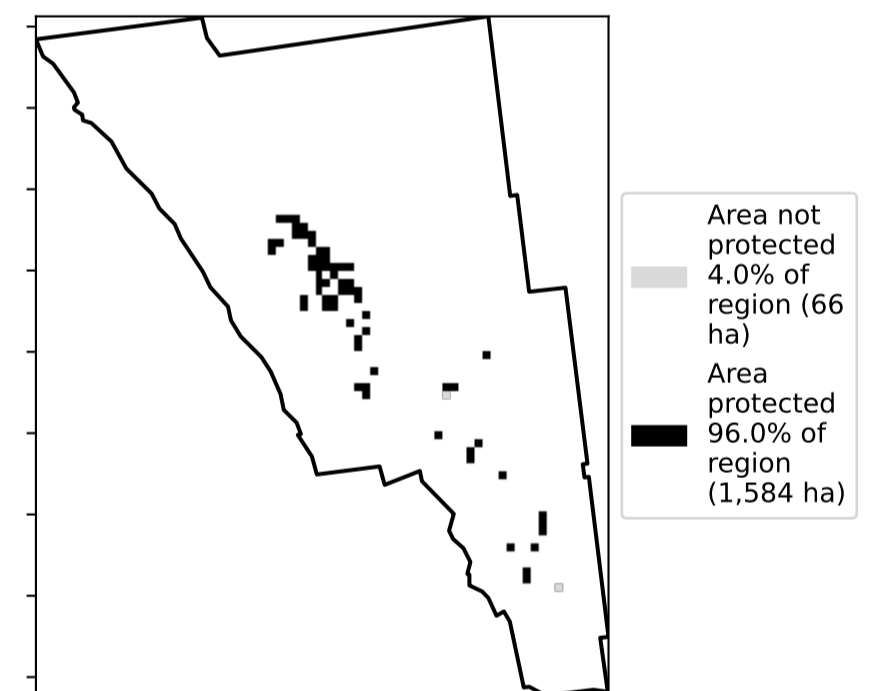 Area not
protected
4.0% of
region (66
ha)
Area
protected
96.0% of
region
(1,584 ha)